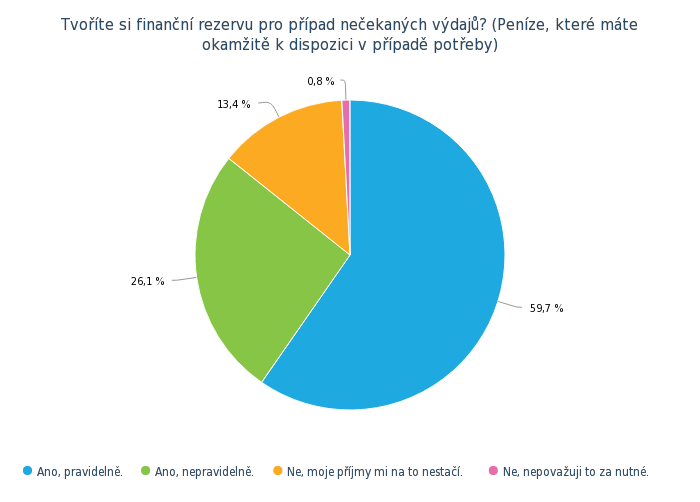 Tvoříte si finanční rezervu pro případ nečekaných výdajů? (Peníze, které máte
okamžitě k dispozici v případě potřeby)
0,8 %
13,4 %
26,1 %
59,7 %
Ano, pravidelně.
Ano, nepravidelně.
Ne, moje příjmy mi na to nestačí.
Ne, nepovažuji to za nutné.